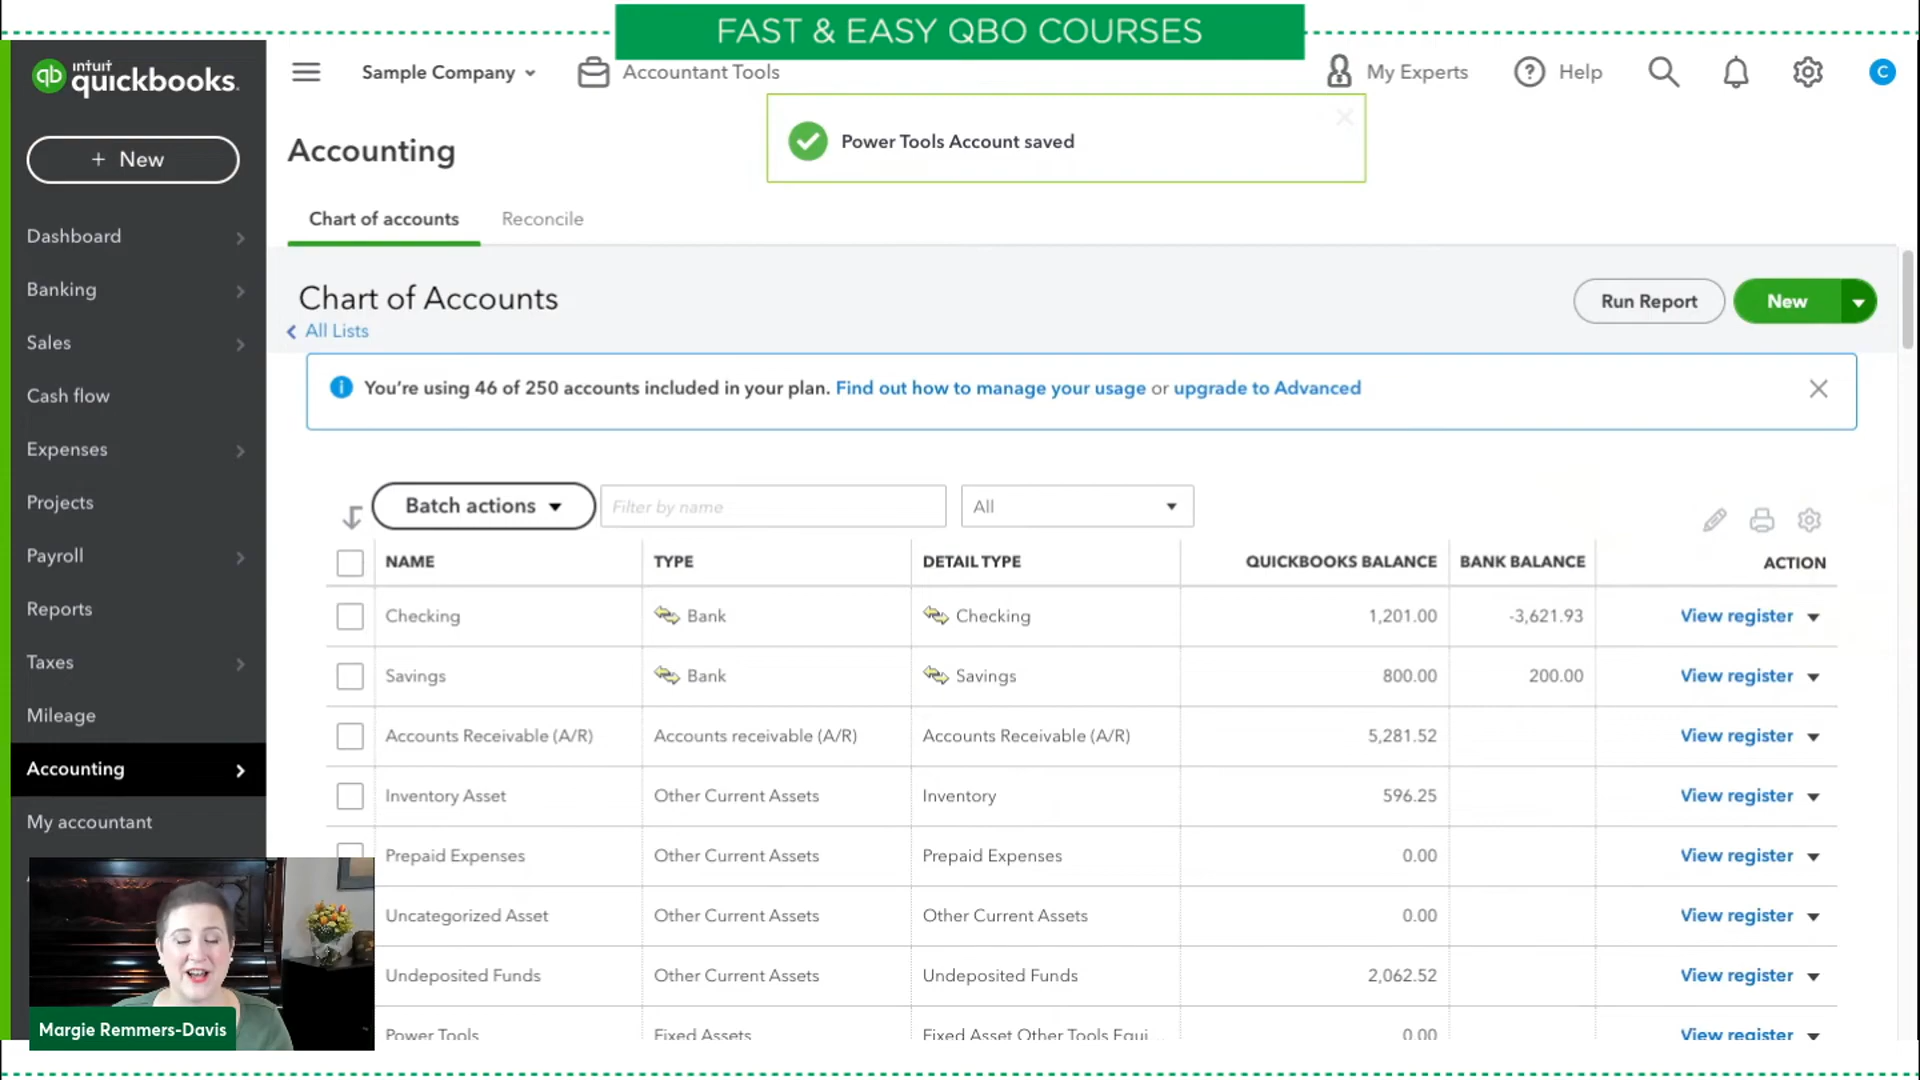 FAST & EASY QBO COURSES
intuit
qb quickbooks.
Sample Company
Accountant Tools
My Experts
Help
C
Power Tools Account saved
+ New
Accounting
Chart of accounts
Reconcile
Dashboard
Banking
Sales
Cash flow
Expenses
Projects
Payroll
Reports
Taxes
Mileage
Accounting
My accountant
Chart of Accounts
All Lists
Run Report
New
You're using 46 of 250 accounts included in your plan. Find out how to manage your usage or upgrade to Advanced
Batch actions
Filter by name
All
NAME TYPE DETAIL TYPE QUICKBOOKS BALANCE BANK BALANCE ACTION
Checking Bank Checking 1,201.00 -3,621.93 View register
Savings Bank Savings 800.00 200.00 View register
Accounts Receivable (A/R) Accounts receivable (A/R) Accounts Receivable (A/R) 5,281.52 View register
Inventory Asset Other Current Assets Inventory 596.25 View register
Prepaid Expenses Other Current Assets Prepaid Expenses 0.00 View register
Uncategorized Asset Other Current Assets Other Current Assets 0.00 View register
Undeposited Funds Other Current Assets Undeposited Funds 2,062.52 View register
Power Tools Fixed Assets Fixed Asset Other Tools Equi... 0.00 View register
Margie Remmers-Davis